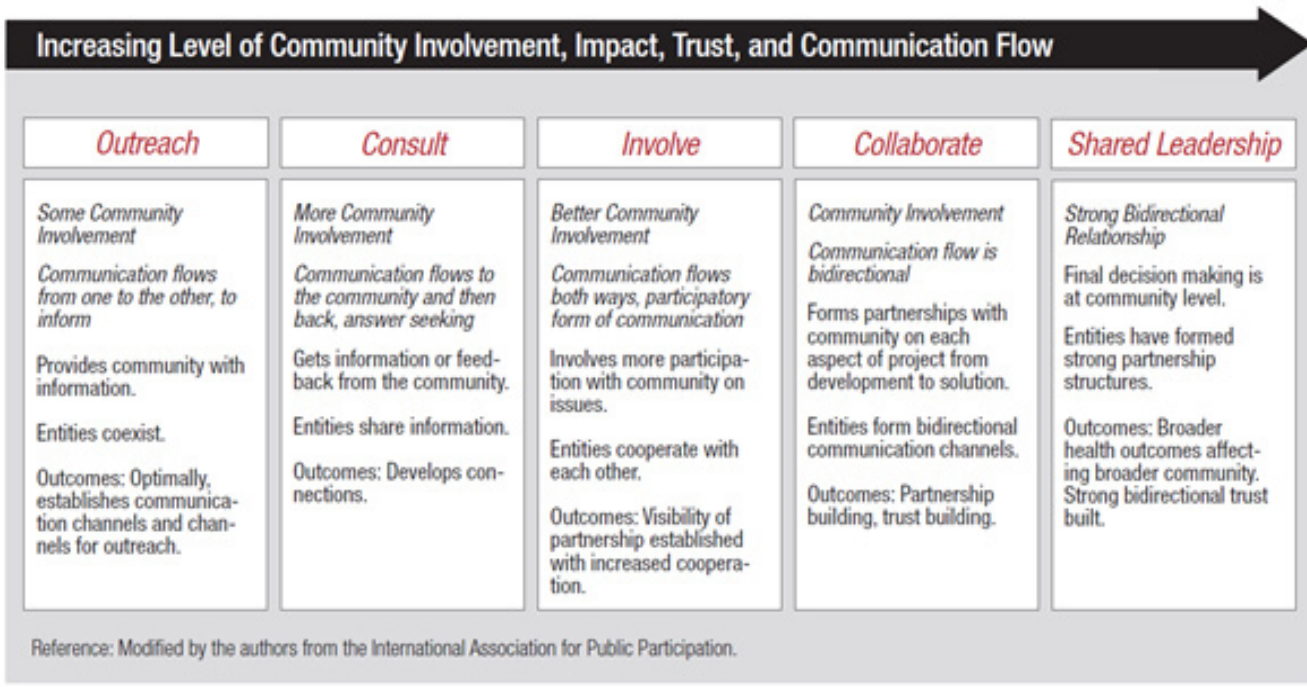 Increasing Level of Community Involvement, Impact, Trust, and Communication Flow
Outreach
Some Community
Involvement
Communication flows
from one to the other, to
inform
Provides community with
information.
Entities coexist.
Outcomes: Optimally,
establishes communica-
tion channels and chan-
nels for outreach.
Consult
More Community
Involvement
Communication flows to
the community and then
back, answer seeking
Gets information or feed-
back from the community.
Entities share information.
Outcomes: Develops con-
nections.
Involve
Better Community
Involvement
Communication flows
both ways, participatory
form of communication
Involves more participa-
tion with community on
issues.
Entities cooperate with
each other.
Outcomes: Visibility of
partnership established
with increased coopera-
tion.
Collaborate
Community Involvement
Communication flow is
bidirectional
Forms partnerships with
community on each
aspect of project from
development to solution.
Entities form bidirectional
communication channels.
Outcomes: Partnership
building, trust building.
Shared Leadership
Strong Bidirectional
Relationship
Final decision making is
at community level.
Entities have formed
strong partnership
structures.
Outcomes: Broader
health outcomes affect-
ing broader community.
Strong bidirectional trust
built.
Reference: Modified by the authors from the International Association for Public Participation.